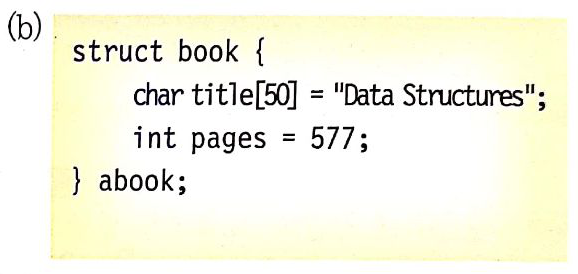 (b)
struct book {
char title[50] = "Data Structures";
int pages = 577;
} abook;